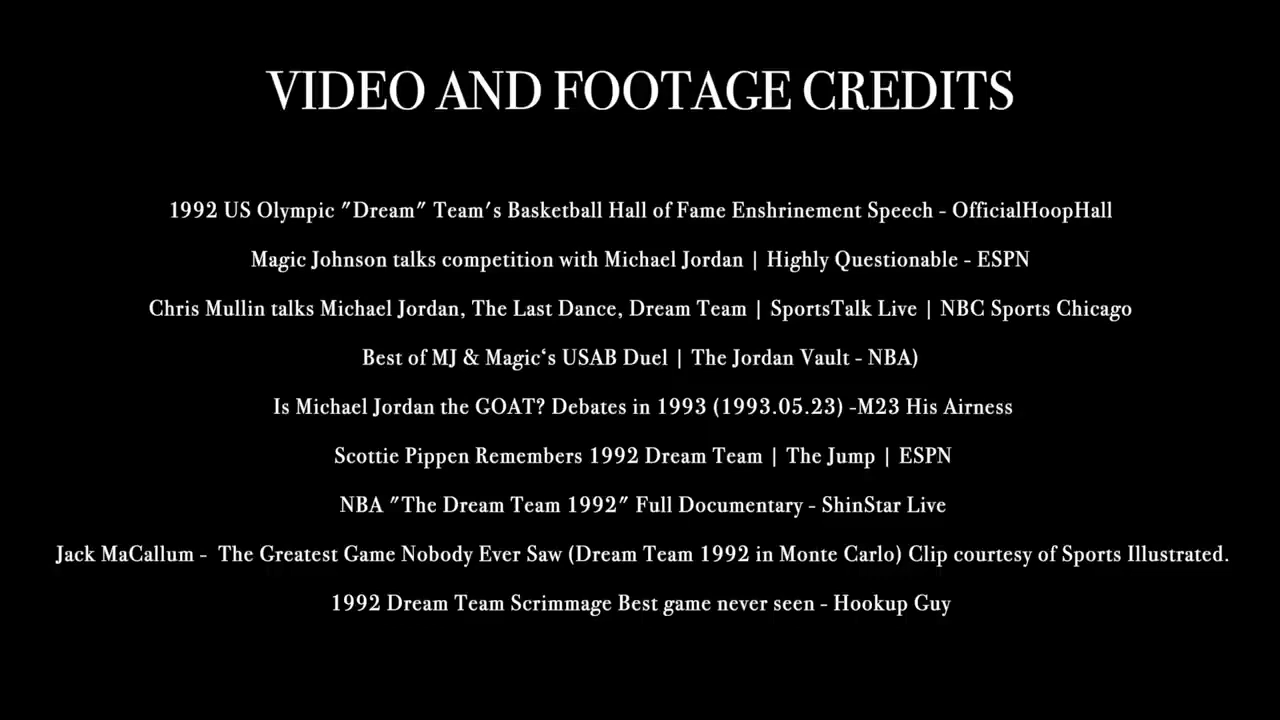 VIDEO AND FOOTAGE CREDITS
1992 US Olympic "Dream" Team's Basketball Hall of Fame Enshrinement Speech - OfficialHoopHall
Magic Johnson talks competition with Michael Jordan | Highly Questionable - ESPN
Chris Mullin talks Michael Jordan, The Last Dance, Dream Team | SportsTalk Live | NBC Sports Chicago
Best of MJ & Magic‘s USAB Duel | The Jordan Vault - NBA)
Is Michael Jordan the GOAT? Debates in 1993 (1993.05.23) -M23 His Airness
Scottie Pippen Remembers 1992 Dream Team | The Jump | ESPN
NBA "The Dream Team 1992" Full Documentary - ShinStar Live
Jack MaCallum -  The Greatest Game Nobody Ever Saw (Dream Team 1992 in Monte Carlo) Clip courtesy of Sports Illustrated.
1992 Dream Team Scrimmage Best game never seen - Hookup Guy